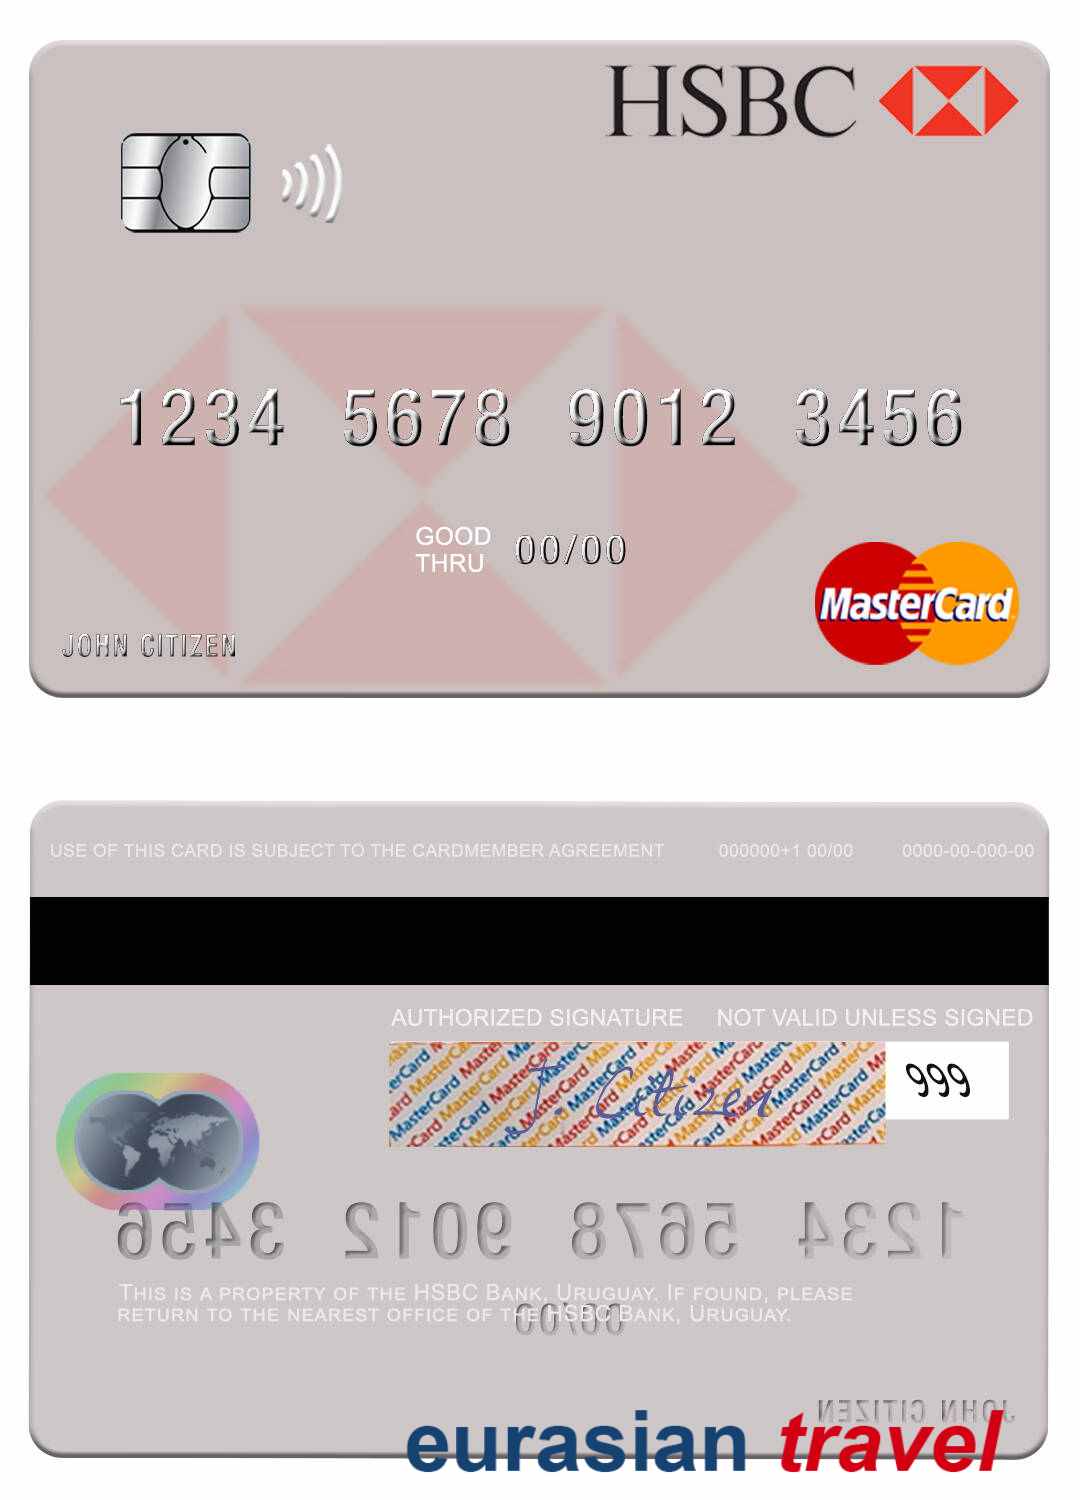 HSBC
1234 5678 9012 3456
GOOD
THRU 00/00
MasterCard
JOHN CITIZEN
USE OF THIS CARD IS SUBJECT TO THE CARDMEMBER AGREEMENT 000000+1 00/00 0000-00-000-00
AUTHORIZED SIGNATURE NOT VALID UNLESS SIGNED
J. Citizen 999
1234 5678 9012 3456
THIS IS A PROPERTY OF THE HSBC BANK, URUGUAY. IF FOUND, PLEASE
RETURN TO THE NEAREST OFFICE OF THE HSBC BANK, URUGUAY.
00/00
JOHN CITIZEN
eurasian travel